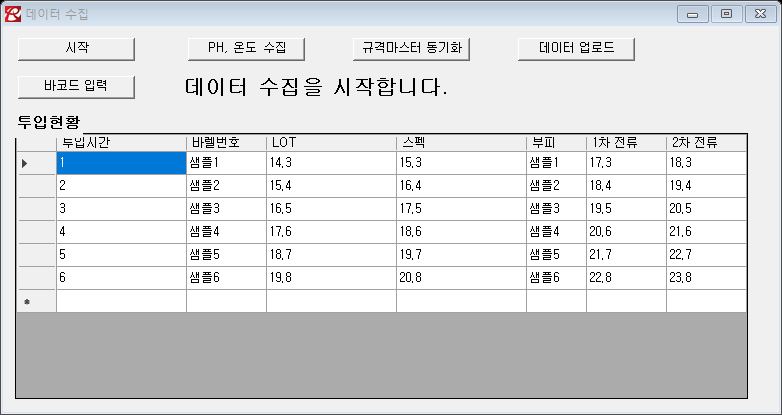 데이터 수집
시작 PH, 온도 수집 규격마스터 동기화 데이터 업로드
바코드 입력 데이터 수집을 시작합니다.
투입현황
투입시간 바렐번호 LOT 스펙 부피 1차 전류 2차 전류
1 샘플1 14,3 15,3 샘플1 17,3 18,3
2 샘플2 15,4 16,4 샘플2 18,4 19,4
3 샘플3 16,5 17,5 샘플3 19,5 20,5
4 샘플4 17,6 18,6 샘플4 20,6 21,6
5 샘플5 18,7 19,7 샘플5 21,7 22,7
6 샘플6 19,8 20,8 샘플6 22,8 23,8